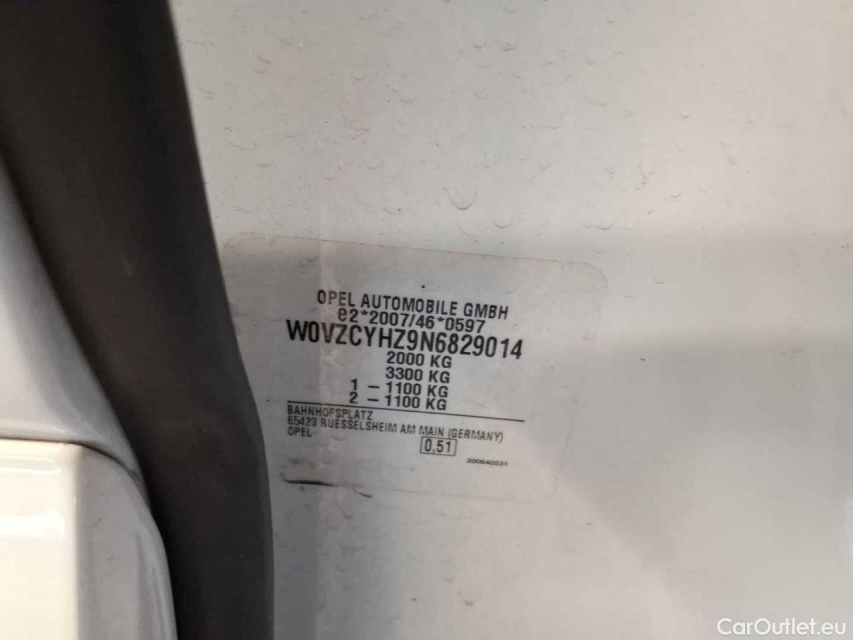 OPEL AUTOMOBILE GMBH
e2*2007/46*0597
W0VZCYHZ9N6829014
2000 KG
3300 KG
1 – 1100 KG
2 – 1100 KG
BAHNHOFSPLATZ
65423 RUESSELSHEIM AM MAIN (GERMANY)
OPEL
0,51
CarOutlet.eu